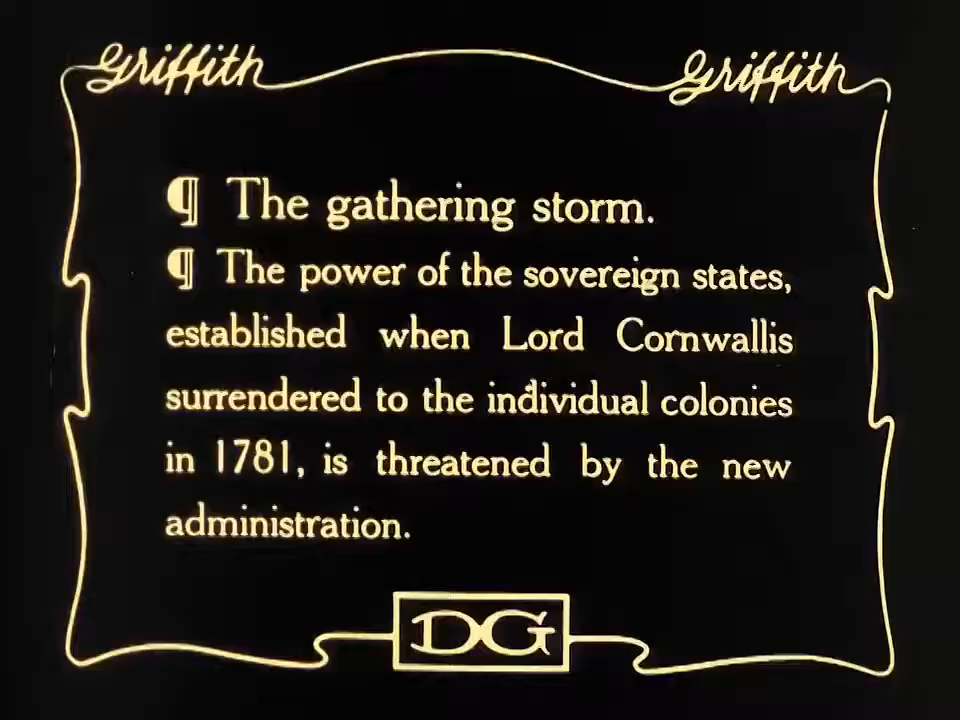 Griffith Griffith
¶ The gathering storm.
¶ The power of the sovereign states,
established when Lord Cornwallis
surrendered to the individual colonies
in 1781, is threatened by the new
administration.
DG